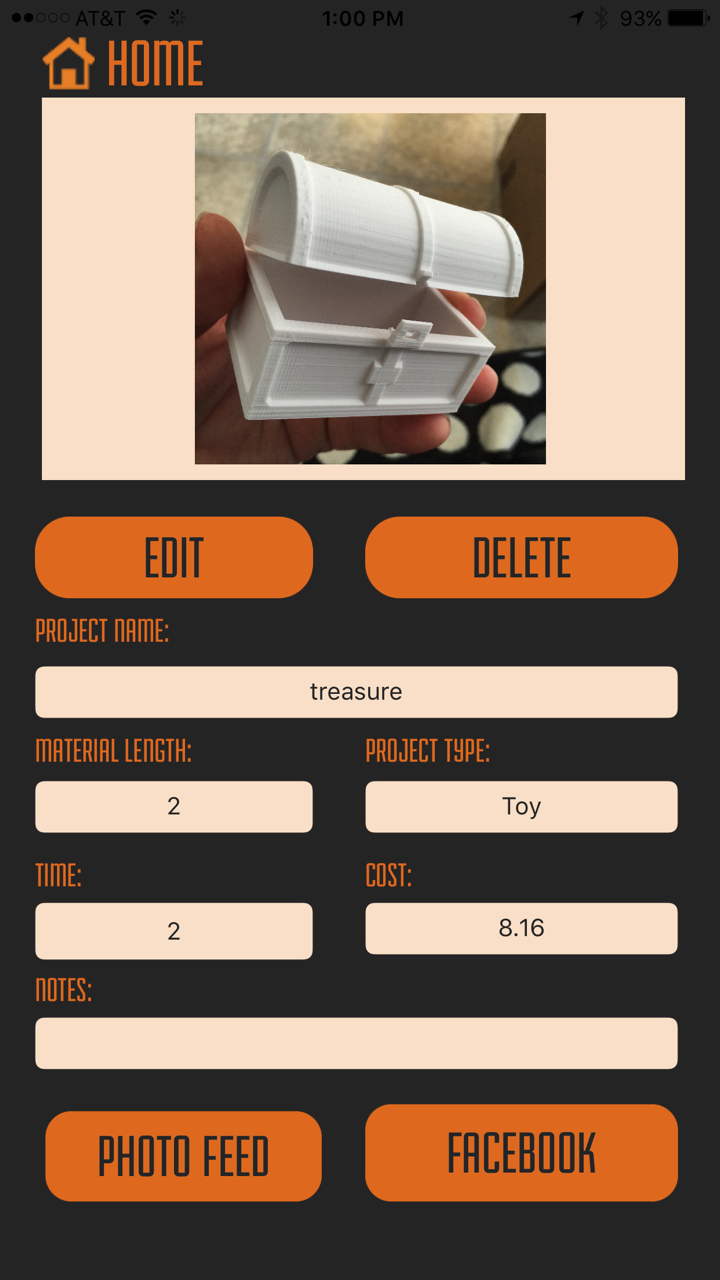 AT&T 1:00 PM 93%
HOME
EDIT DELETE
PROJECT NAME:
treasure
MATERIAL LENGTH: PROJECT TYPE:
2 Toy
TIME: COST:
2 8.16
NOTES:
PHOTO FEED FACEBOOK